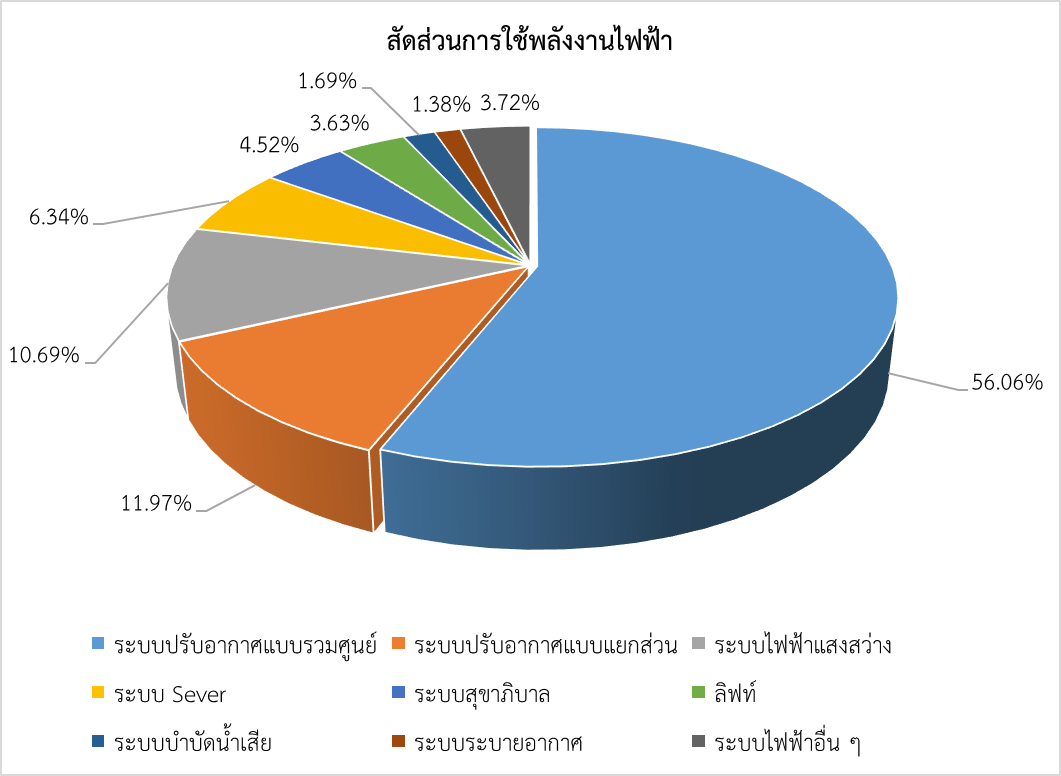 สัดส่วนการใช้พลังงานไฟฟ้า
1.69%
1.38%
3.72%
3.63%
4.52%
6.34%
10.69%
56.06%
11.97%
ระบบปรับอากาศแบบรวมศูนย์ ระบบปรับอากาศแบบแยกส่วน ระบบไฟฟ้าแสงสว่าง
ระบบ Sever ระบบสุขาภิบาล ลิฟท์
ระบบบำบัดน้ำเสีย ระบบระบายอากาศ ระบบไฟฟ้าอื่น ๆ